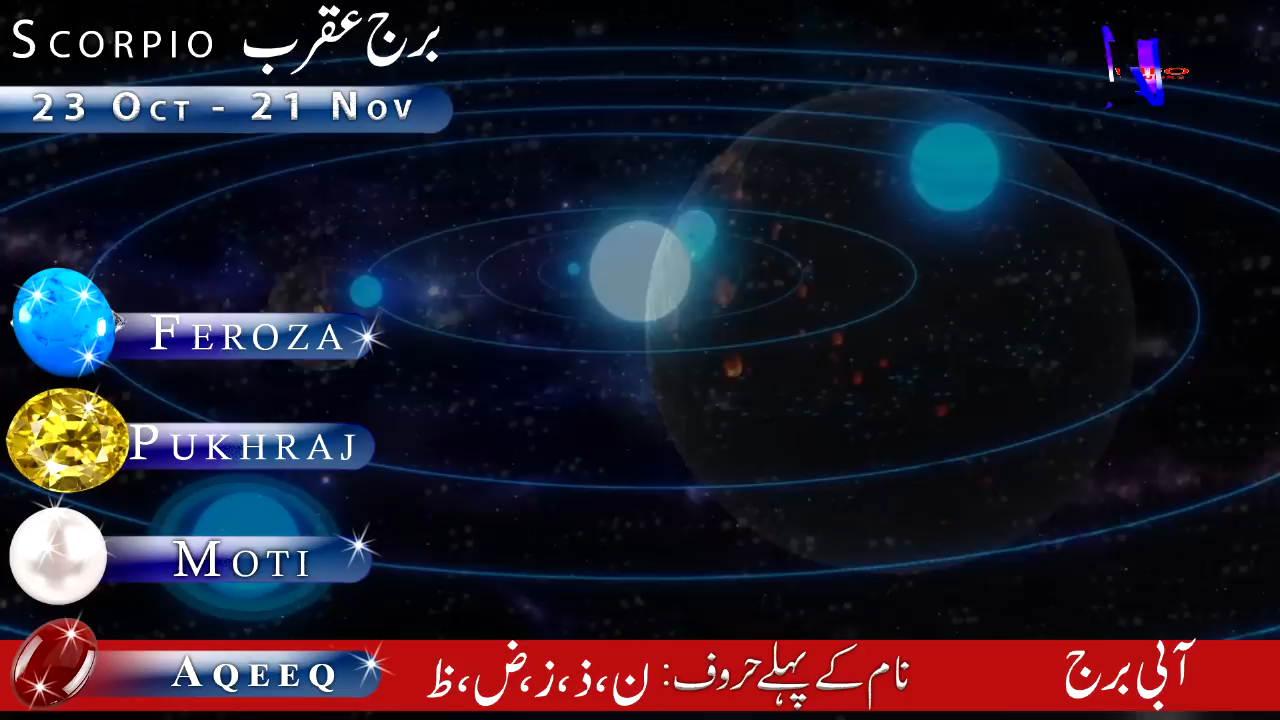 Scorpio برج عقرب
23 Oct - 21 Nov
Feroza
Pukhraj
Moti
Aqeeq
نام کے پہلے حروف: ن، ذ، ز، ض، ظ
آبی برج